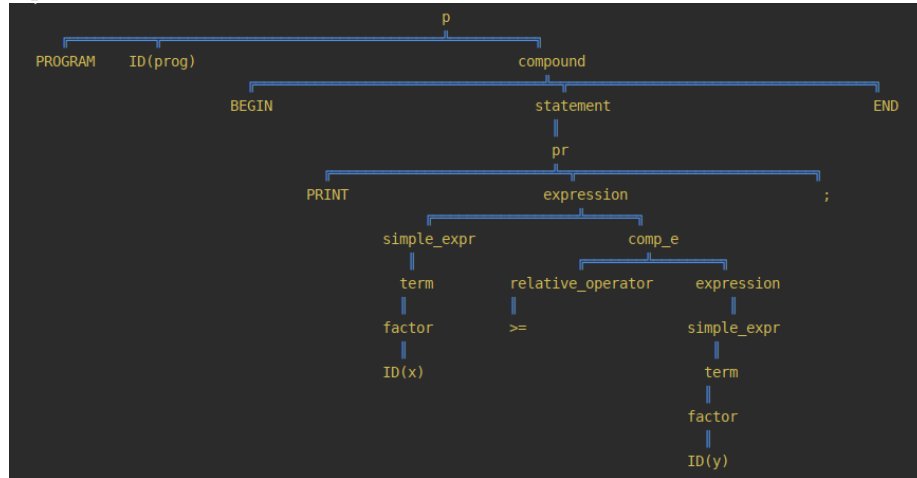 p
PROGRAM ID(prog) compound
BEGIN statement END
pr
PRINT expression ;
simple_expr comp_e
term relative_operator expression
factor >= simple_expr
ID(x) term
factor
ID(y)